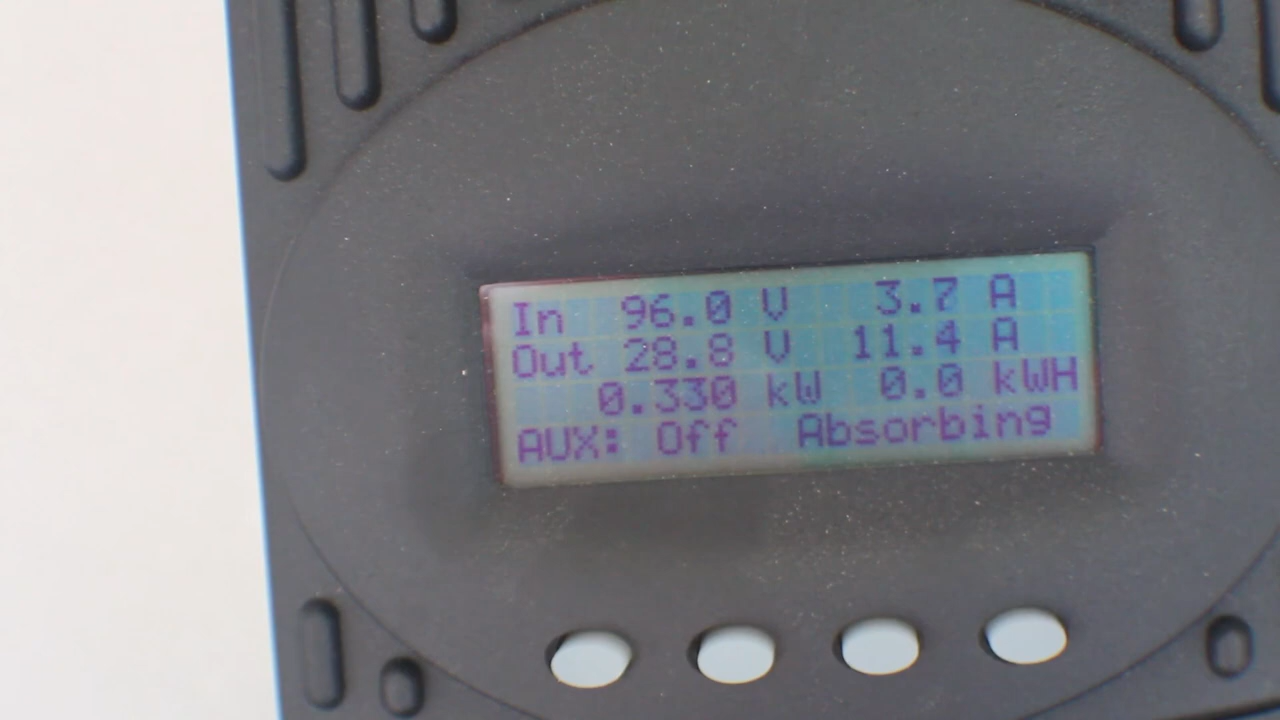 In 96.0 V 3.7 A
Out 28.8 V 11.4 A
0.330 kW 0.0 kWH
AUX: Off Absorbing